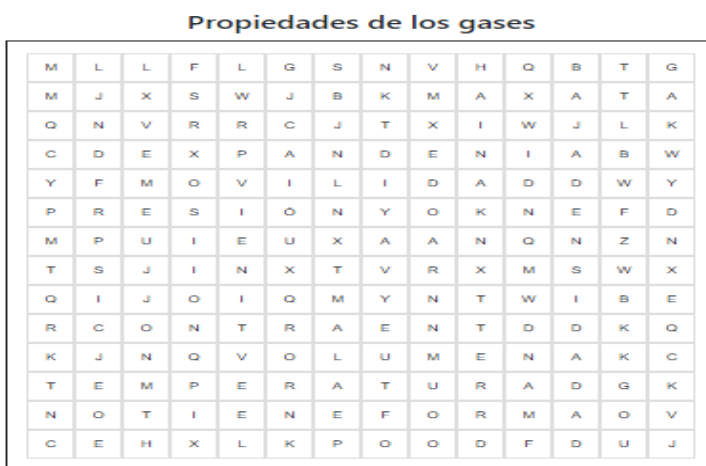 Propiedades de los gases
M L L F L G S N V H Q B T G
M J X S W J B K M A X A T A
Q N V R R C J T X I W J L K
C D E X P A N D E N I A B W
Y F M O V I L I D A D D W Y
P R E S I Ó N Y O K N E F D
M P U I E U X A A N Q N Z N
T S J I N X T V R X M S W X
Q I J O I Q M Y N T W I B E
R C O N T R A E N T D D K Q
K J N Q V O L U M E N A K C
T E M P E R A T U R A D G K
N O T I E N E F O R M A O V
C E H X L K P O O D F D U J